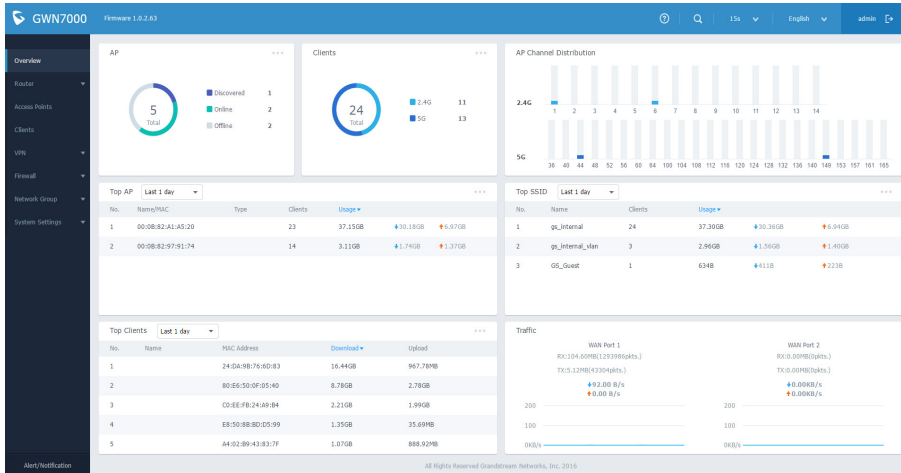 GWN7000 Firmware 1.0.2.63 15s English admin
Overview
Router
Access Points
Clients
VPN
Firewall
Network Group
System Settings
Alert/Notification
AP
5
Total
Discovered 1
Online 2
Offline 2
Clients
24
Total
2.4G 11
5G 13
AP Channel Distribution
2.4G
1 2 3 4 5 6 7 8 9 10 11 12 13 14
5G
36 40 44 48 52 56 60 64 100 104 108 112 116 120 124 128 132 136 140 149 153 157 161 165
Top AP Last 1 day
No. Name/MAC Type Clients Usage
1 00:0B:82:A1:A5:20 23 37.15GB 30.18GB 6.97GB
2 00:0B:82:97:91:74 14 3.11GB 1.74GB 1.37GB
Top SSID Last 1 day
No. Name Clients Usage
1 gs_internal 24 37.30GB 30.36GB 6.94GB
2 gs_internal_vlan 3 2.96GB 1.56GB 1.40GB
3 GS_Guest 1 634B 411B 223B
Top Clients Last 1 day
No. Name MAC Address Download Upload
1 24:DA:9B:76:6D:83 16.44GB 967.78MB
2 80:E6:50:0F:05:40 8.78GB 2.78GB
3 C0:EE:FB:24:A9:B4 2.21GB 1.99GB
4 E8:50:8B:BD:D5:99 1.35GB 35.69MB
5 A4:02:B9:43:83:7F 1.07GB 888.92MB
Traffic
WAN Port 1
RX:104.60MB(1293986pkts.)
TX:5.12MB(43304pkts.)
92.00 B/s
0.00 B/s
200
100
0KB/s
WAN Port 2
RX:0.00MB(0pkts.)
TX:0.00MB(0pkts.)
0.00KB/s
0.00KB/s
200
100
0KB/s
All Rights Reserved Grandstream Networks, Inc. 2016